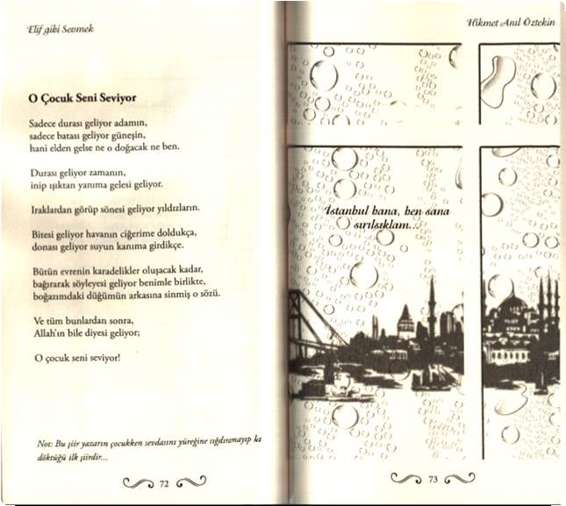 Elif gibi Sevmek
O Çocuk Seni Seviyor
Sadece durası geliyor adamın,
sadece batası geliyor güneşin,
hani elden gelse ne o doğacak ne ben.
Durası geliyor zamanın,
inip ışıktan yanıma gelesi geliyor.
Iraklardan görüp sönesi geliyor yıldızların.
Bitesi geliyor havanın ciğerime doldukça,
donası geliyor suyun kanıma girdikçe.
Bütün evrenin karadelikler oluşacak kadar,
bağırarak söyleyesi geliyor benimle birlikte,
boğazımdaki düğümün arkasına sinmiş o sözü.
Ve tüm bunlardan sonra,
Allah'ın bile diyesi geliyor;
O çocuk seni seviyor!
Not: Bu şiir yazarın çocukken sevdasını yüreğine sığdıramayıp ka
döktüğü ilk şiirdir...
72
Hikmet Anıl Öztekin
İstanbul bana, ben sana
sırılsıklam...
73